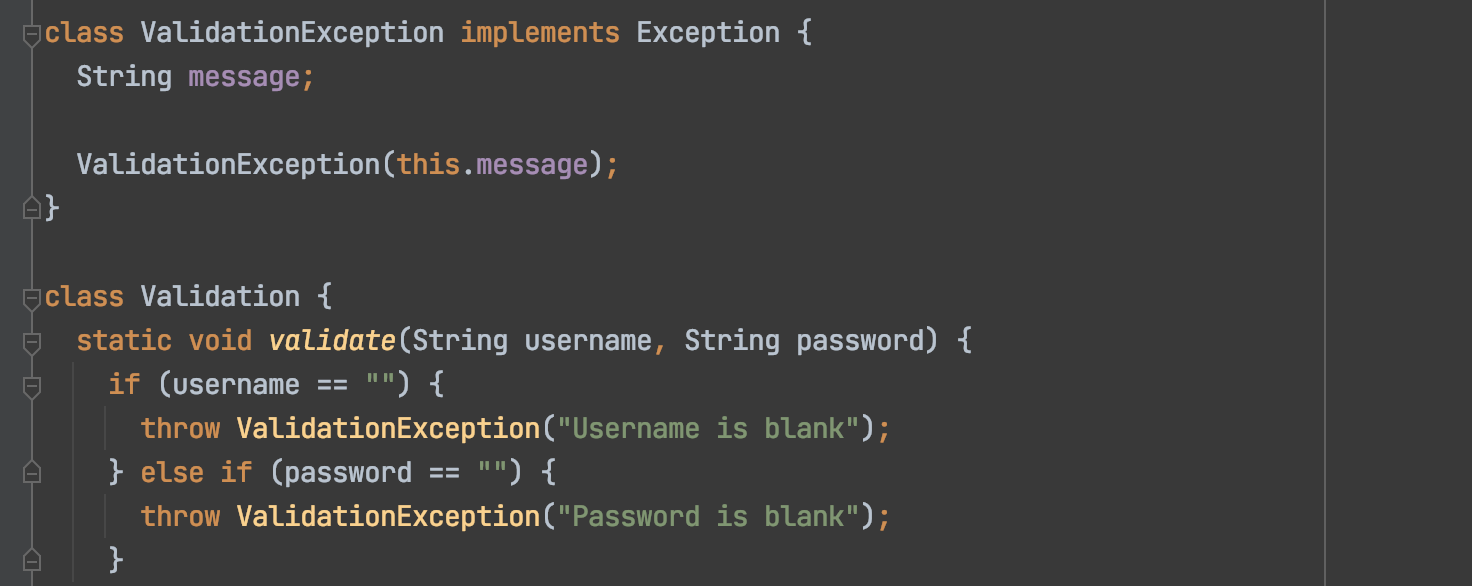 class ValidationException implements Exception {
  String message;

  ValidationException(this.message);
}

class Validation {
  static void validate(String username, String password) {
    if (username == "") {
      throw ValidationException("Username is blank");
    } else if (password == "") {
      throw ValidationException("Password is blank");
    }